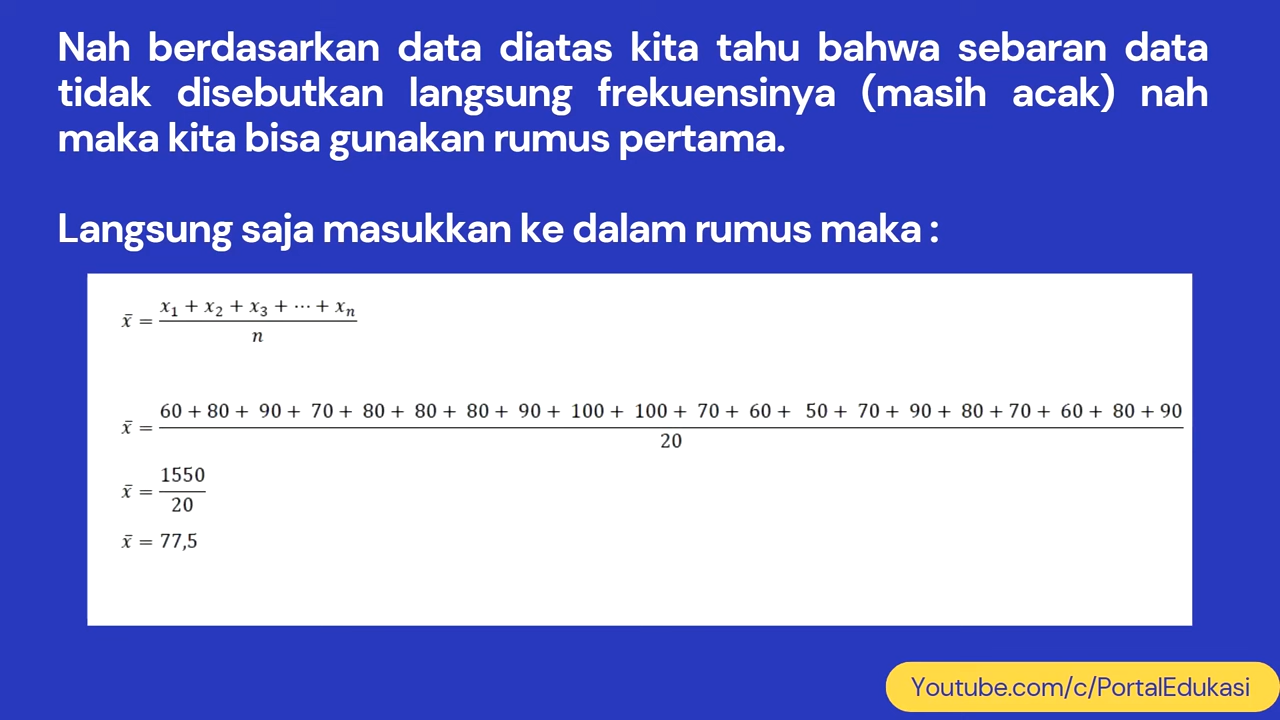 Nah berdasarkan data diatas kita tahu bahwa sebaran data
tidak disebutkan langsung frekuensinya (masih acak) nah
maka kita bisa gunakan rumus pertama.
Langsung saja masukkan ke dalam rumus maka :
x̄ = (x₁ + x₂ + x₃ + ⋯ + xₙ) / n
x̄ = (60 + 80 + 90 + 70 + 80 + 80 + 80 + 90 + 100 + 100 + 70 + 60 + 50 + 70 + 90 + 80 + 70 + 60 + 80 + 90) / 20
x̄ = 1550 / 20
x̄ = 77,5
Youtube.com/c/PortalEdukasi